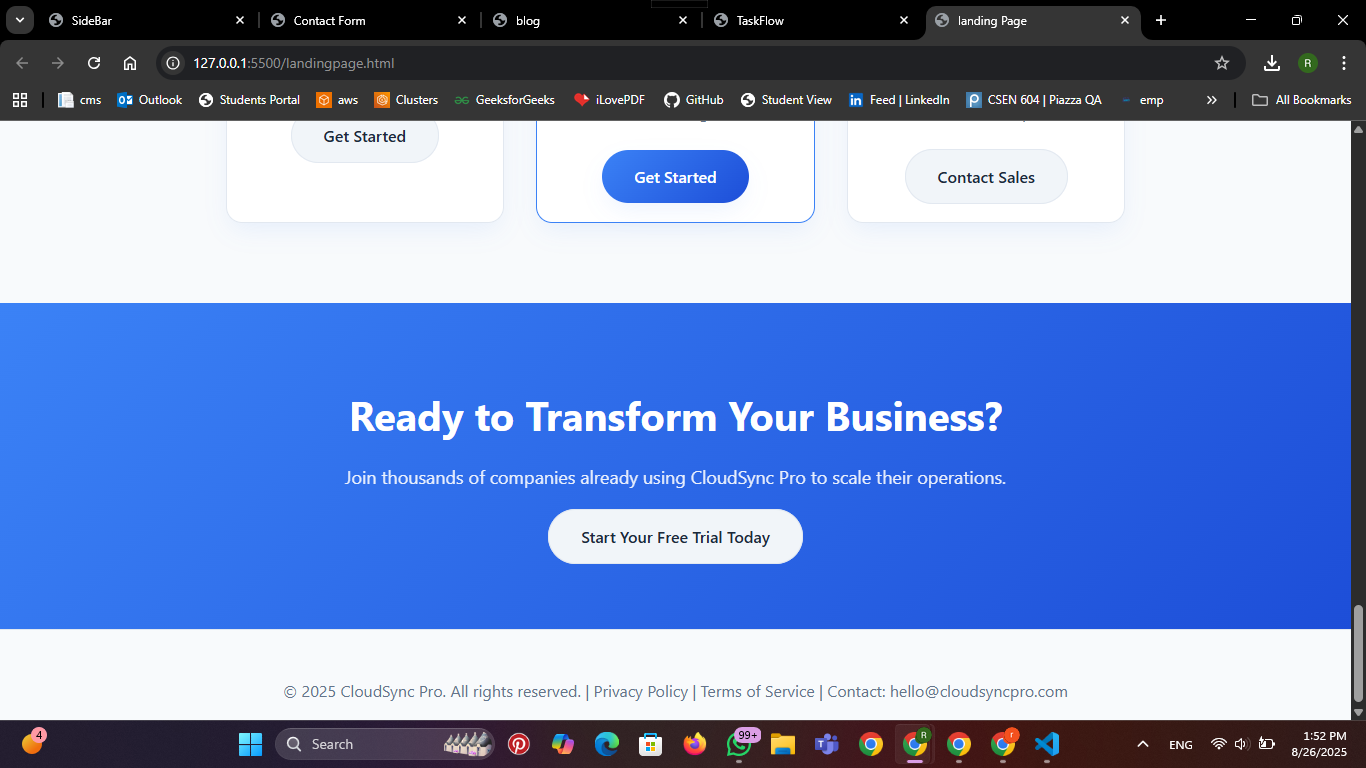 SideBar
Contact Form
blog
TaskFlow
landing Page
127.0.0.1:5500/landingpage.html
R
cms
Outlook
Students Portal
aws
Clusters
GeeksforGeeks
iLovePDF
GitHub
Student View
Feed | LinkedIn
CSEN 604 | Piazza QA
emp
All Bookmarks
Get Started
Get Started
Contact Sales
Ready to Transform Your Business?
Join thousands of companies already using CloudSync Pro to scale their operations.
Start Your Free Trial Today
© 2025 CloudSync Pro. All rights reserved. | Privacy Policy | Terms of Service | Contact: hello@cloudsyncpro.com
4
Search
99+
R
r
ENG
1:52 PM
8/26/2025